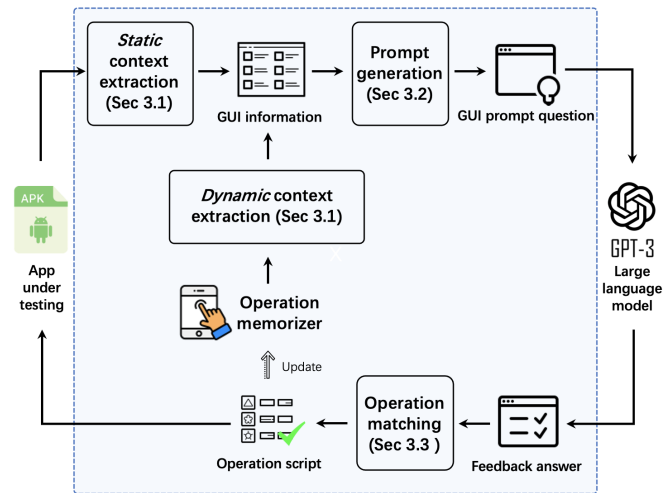 Static
context
extraction
(Sec 3.1)
GUI information
Prompt
generation
(Sec 3.2)
GUI prompt question
Dynamic context
extraction (Sec 3.1)
APK
App
under
testing
GPT-3
Large
language
model
Operation
memorizer
Update
Operation script
Operation
matching
(Sec 3.3 )
Feedback answer